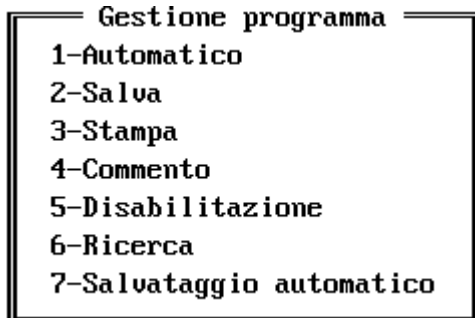 Gestione programma
1-Automatico
2-Salva
3-Stampa
4-Commento
5-Disabilitazione
6-Ricerca
7-Salvataggio automatico